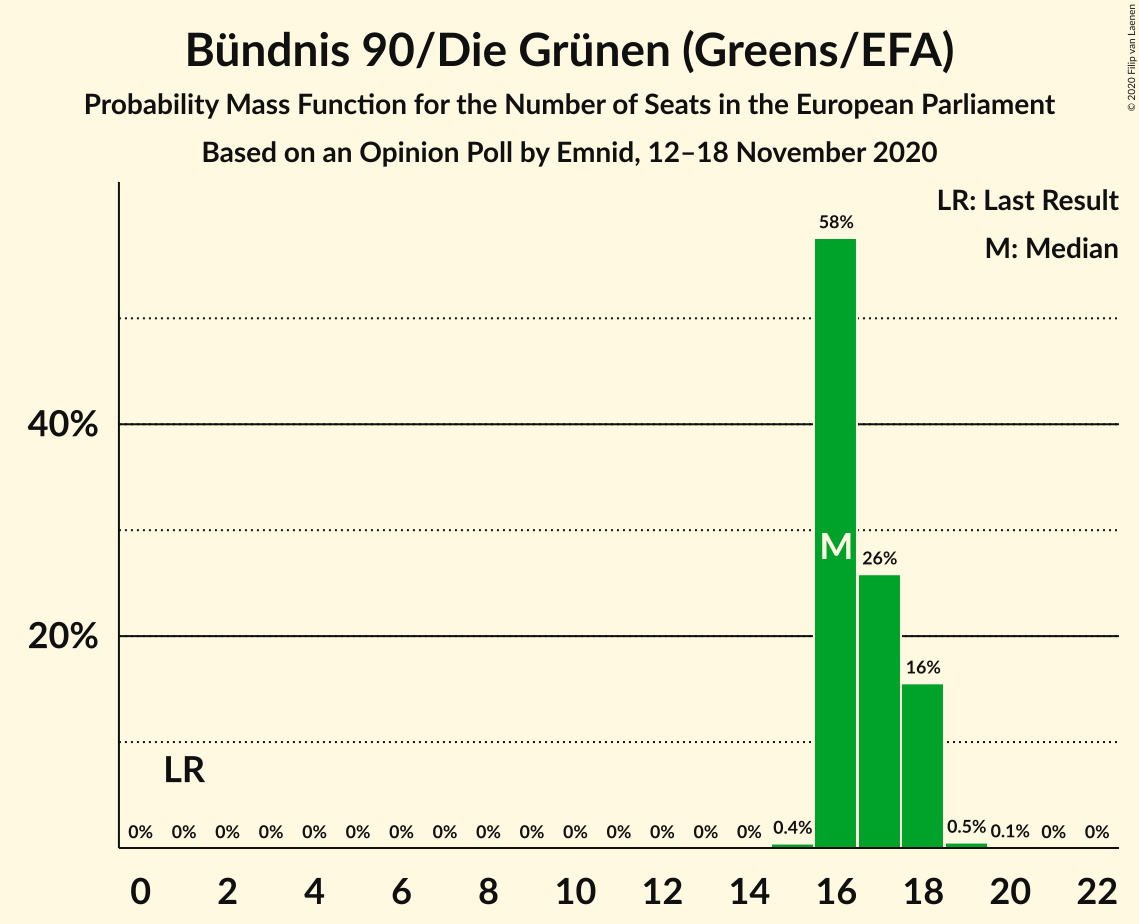 Bündnis 90/Die Grünen (Greens/EFA)
Probability Mass Function for the Number of Seats in the European Parliament
Based on an Opinion Poll by Emnid, 12–18 November 2020
© 2020 Filip van Laenen
LR: Last Result
M: Median
58%
40%
M
26%
20%
16%
LR
0% 0% 0% 0% 0% 0% 0% 0% 0% 0% 0% 0% 0% 0% 0% 0.4% 0.5% 0.1% 0% 0%
0 2 4 6 8 10 12 14 16 18 20 22